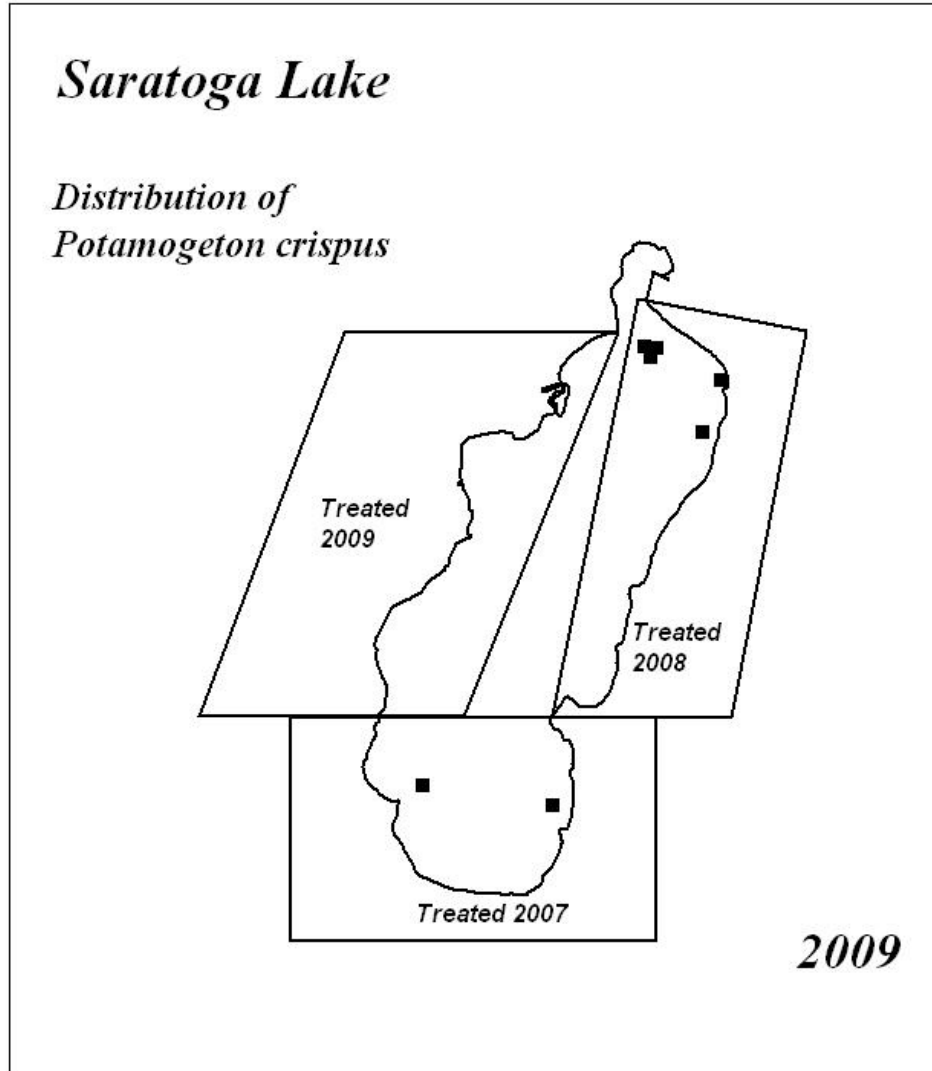 Saratoga Lake
Distribution of
Potamogeton crispus
Treated
2009
Treated
2008
Treated 2007
2009